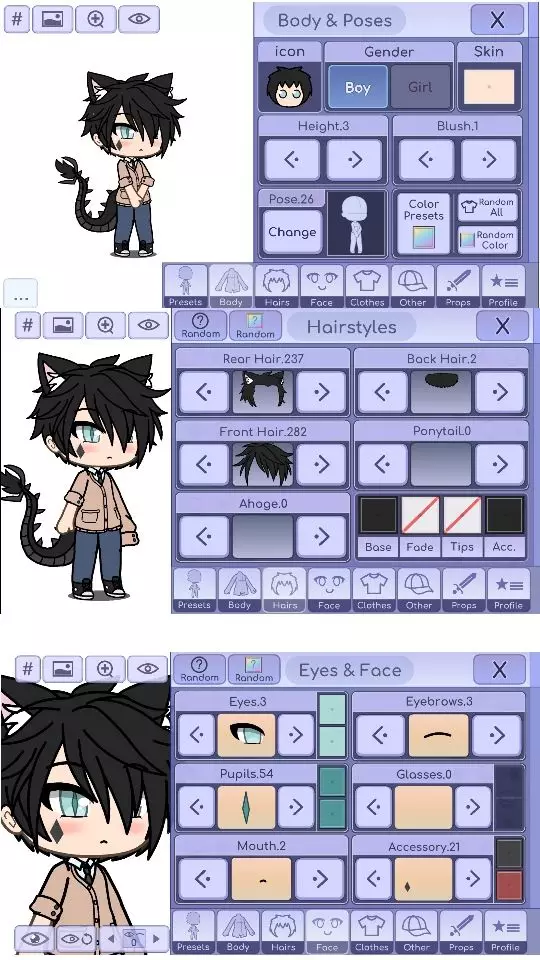 #
Body & Poses
X
icon
Gender
Skin
Boy
Girl
Height.3
Blush.1
Pose.26
Change
Color
Presets
Random
All
Random
Color
...
Presets
Body
Hairs
Face
Clothes
Other
Props
Profile
#
?
Random
?
Random
Hairstyles
X
Rear Hair.237
Back Hair.2
Front Hair.282
Ponytail.0
Ahoge.0
Base
Fade
Tips
Acc.
Presets
Body
Hairs
Face
Clothes
Other
Props
Profile
#
?
Random
?
Random
Eyes & Face
X
Eyes.3
Eyebrows.3
Pupils.54
Glasses.0
Mouth.2
Accessory.21
0
Presets
Body
Hairs
Face
Clothes
Other
Props
Profile